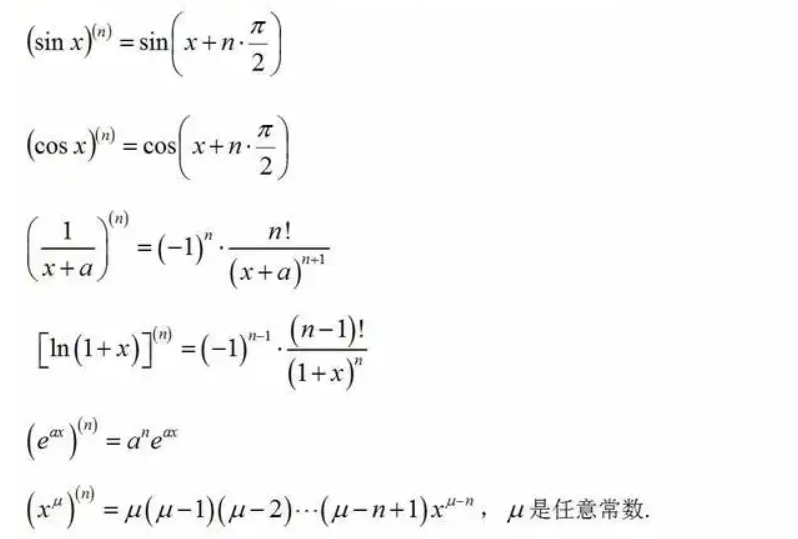 (sin x)^(n) = sin(x + n · π/2)
(cos x)^(n) = cos(x + n · π/2)
(1/(x + a))^(n) = (−1)^n · n!/(x + a)^(n+1)
[ln(1 + x)]^(n) = (−1)^(n−1) · (n − 1)!/(1 + x)^n
(e^(ax))^(n) = a^n e^(ax)
(x^μ)^(n) = μ(μ − 1)(μ − 2)⋯(μ − n + 1)x^(μ−n)，μ是任意常数.